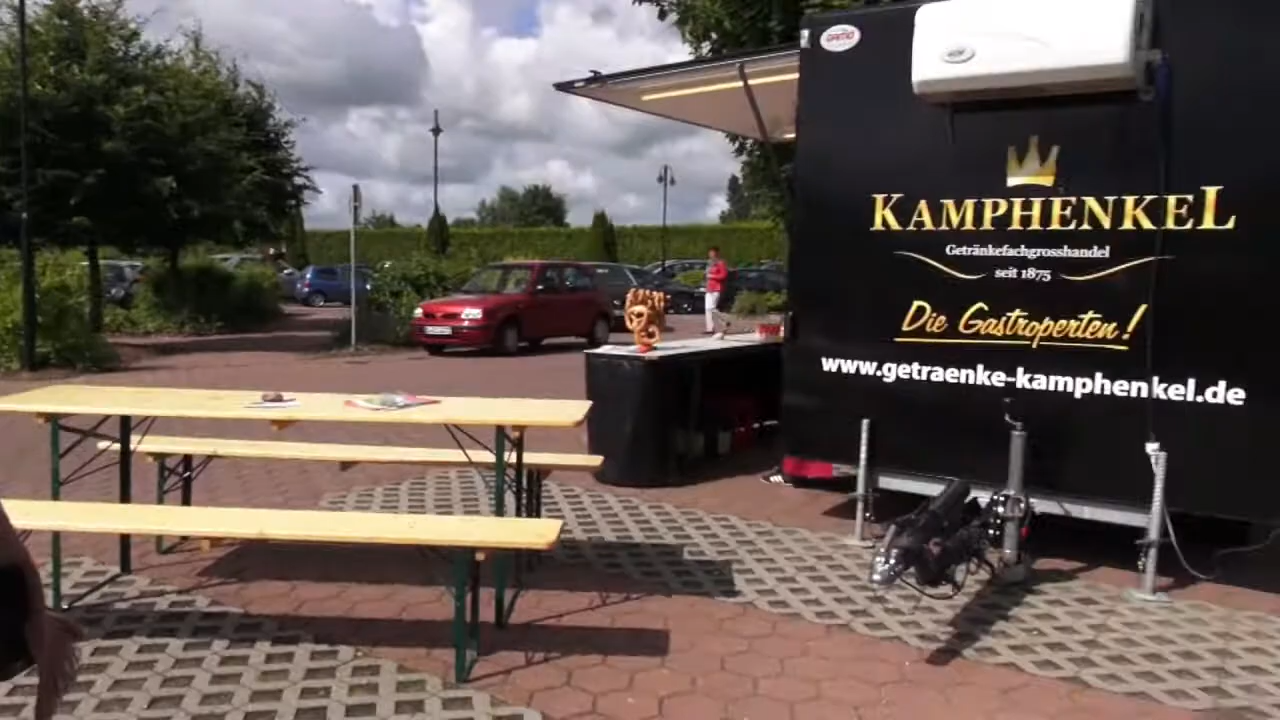 KAMPHENKEL
Getränkefachgrosshandel
seit 1875
Die Gastroperten!
www.getraenke-kamphenkel.de